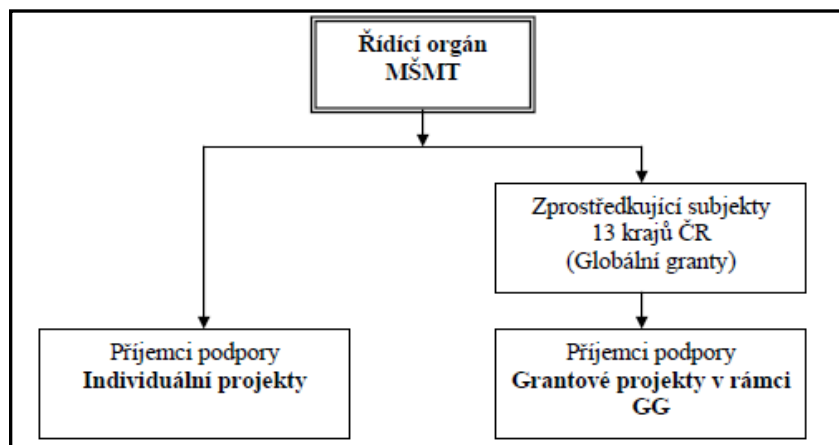 Řídící orgán
MŠMT
Zprostředkující subjekty
13 krajů ČR
(Globální granty)
Příjemci podpory
Individuální projekty
Příjemci podpory
Grantové projekty v rámci
GG